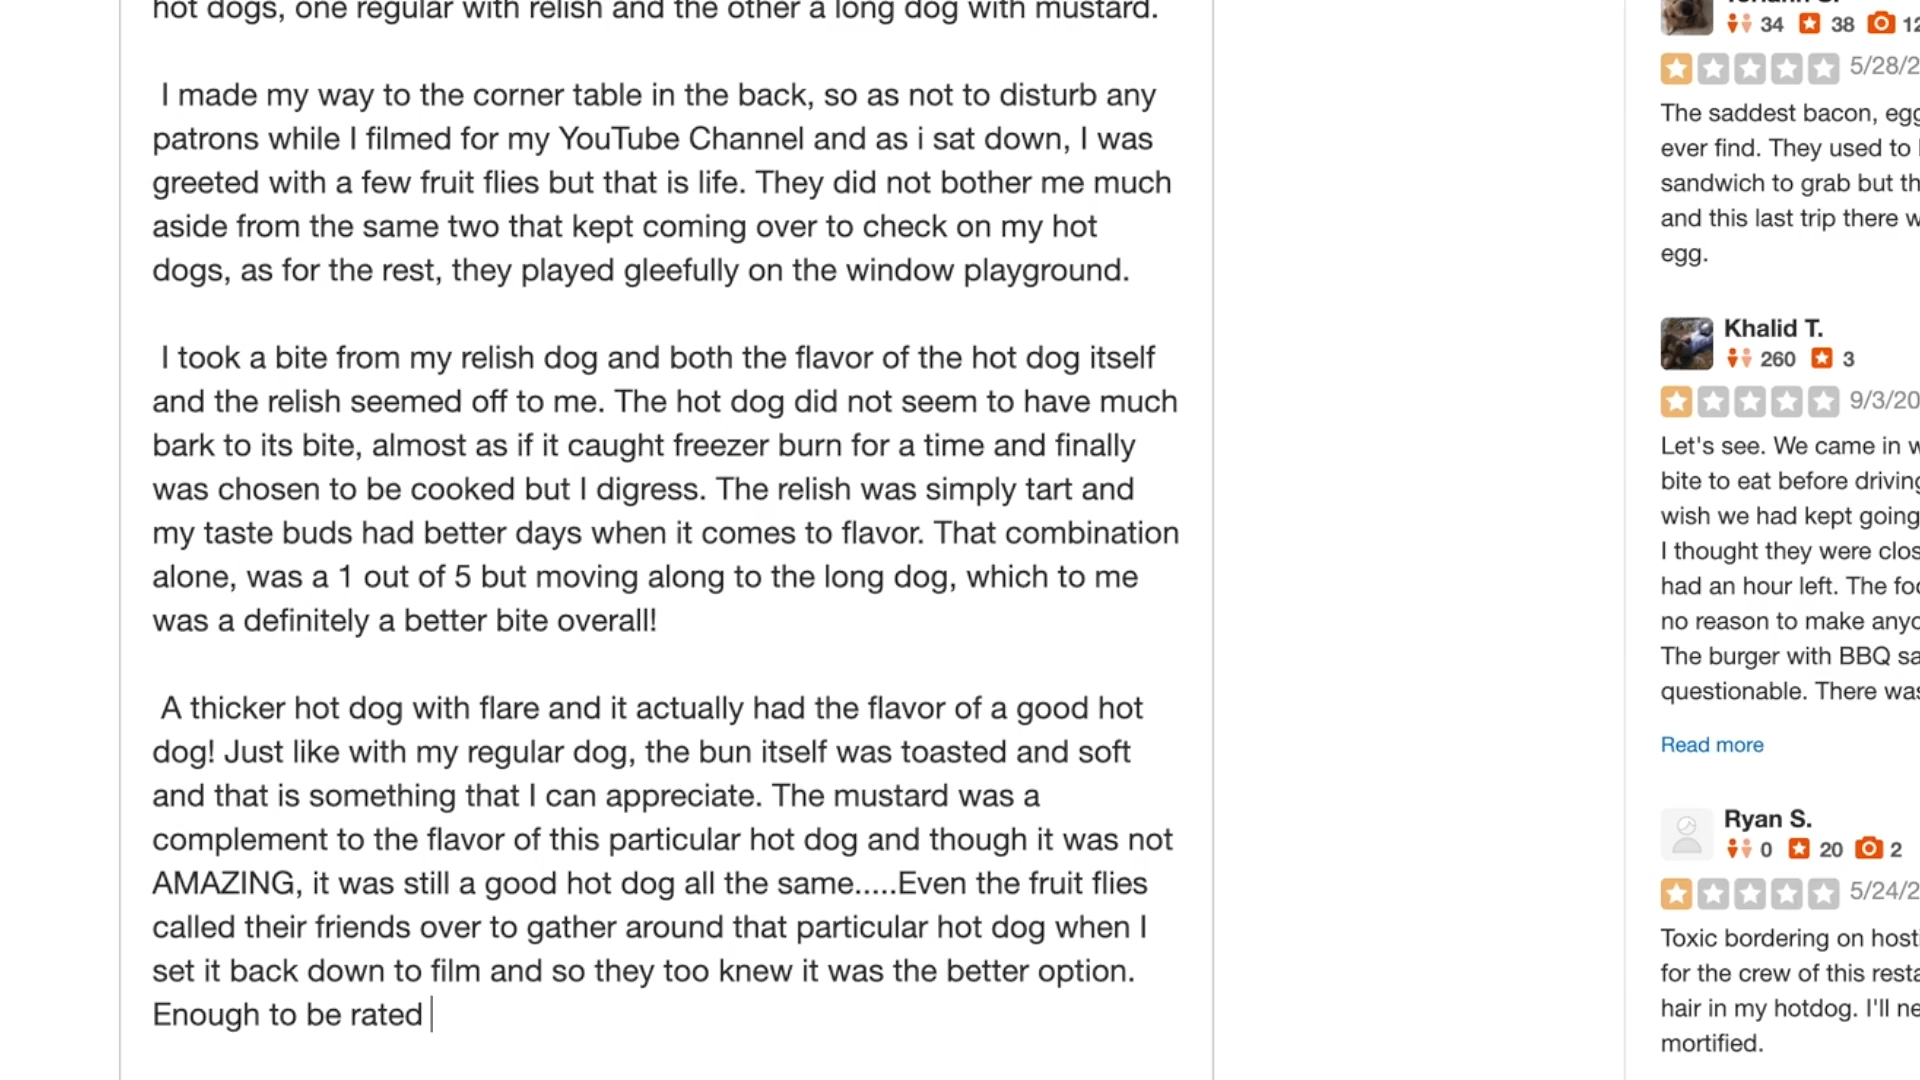 hot dogs, one regular with relish and the other a long dog with mustard.
I made my way to the corner table in the back, so as not to disturb any
patrons while I filmed for my YouTube Channel and as i sat down, I was
greeted with a few fruit flies but that is life. They did not bother me much
aside from the same two that kept coming over to check on my hot
dogs, as for the rest, they played gleefully on the window playground.
I took a bite from my relish dog and both the flavor of the hot dog itself
and the relish seemed off to me. The hot dog did not seem to have much
bark to its bite, almost as if it caught freezer burn for a time and finally
was chosen to be cooked but I digress. The relish was simply tart and
my taste buds had better days when it comes to flavor. That combination
alone, was a 1 out of 5 but moving along to the long dog, which to me
was a definitely a better bite overall!
A thicker hot dog with flare and it actually had the flavor of a good hot
dog! Just like with my regular dog, the bun itself was toasted and soft
and that is something that I can appreciate. The mustard was a
complement to the flavor of this particular hot dog and though it was not
AMAZING, it was still a good hot dog all the same.....Even the fruit flies
called their friends over to gather around that particular hot dog when I
set it back down to film and so they too knew it was the better option.
Enough to be rated
34 38 12
5/28/2
The saddest bacon, egg
ever find. They used to
sandwich to grab but th
and this last trip there w
egg.
Khalid T.
260 3
9/3/20
Let's see. We came in w
bite to eat before driving
wish we had kept going
I thought they were clos
had an hour left. The foo
no reason to make anyo
The burger with BBQ sa
questionable. There was
Read more
Ryan S.
0 20 2
5/24/2
Toxic bordering on hosti
for the crew of this resta
hair in my hotdog. I'll ne
mortified.